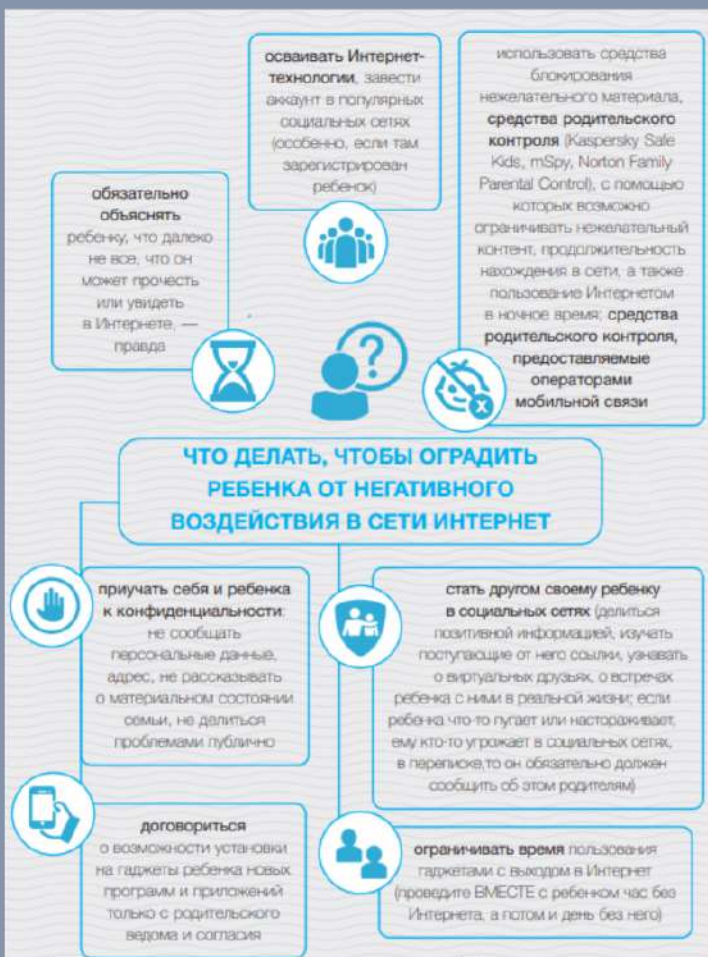 осваивать Интернет-
технологии, завести
аккаунт в популярных
социальных сетях
(особенно, если там
зарегистрирован
ребенок)
использовать средства
блокирования
нежелательного материала,
средства родительского
контроля (Kaspersky Safe
Kids, mSpy, Norton Family
Parental Control), с помощью
которых возможно
ограничивать нежелательный
контент, продолжительность
нахождения в сети, а также
пользование Интернетом
в ночное время; средства
родительского контроля,
предоставляемые
операторами
мобильной связи
обязательно
объяснять
ребенку, что далеко
не все, что он
может прочесть
или увидеть
в Интернете, —
правда
ЧТО ДЕЛАТЬ, ЧТОБЫ ОГРАДИТЬ
РЕБЕНКА ОТ НЕГАТИВНОГО
ВОЗДЕЙСТВИЯ В СЕТИ ИНТЕРНЕТ
приучать себя и ребенка
к конфиденциальности:
не сообщать
персональные данные,
адрес, не рассказывать
о материальном состоянии
семьи, не делиться
проблемами публично
стать другом своему ребенку
в социальных сетях (делиться
позитивной информацией, изучать
поступающие от него ссылки, узнавать
о виртуальных друзьях, о встречах
ребенка с ними в реальной жизни; если
ребенка что-то пугает или настораживает,
ему кто-то угрожает в социальных сетях,
в переписке,то он обязательно должен
сообщить об этом родителям)
договориться
о возможности установки
на гаджеты ребенка новых
программ и приложений
только с родительского
ведома и согласия
ограничивать время пользования
гаджетами с выходом в Интернет
(проведите ВМЕСТЕ с ребенком час без
Интернета, а потом и день без него)